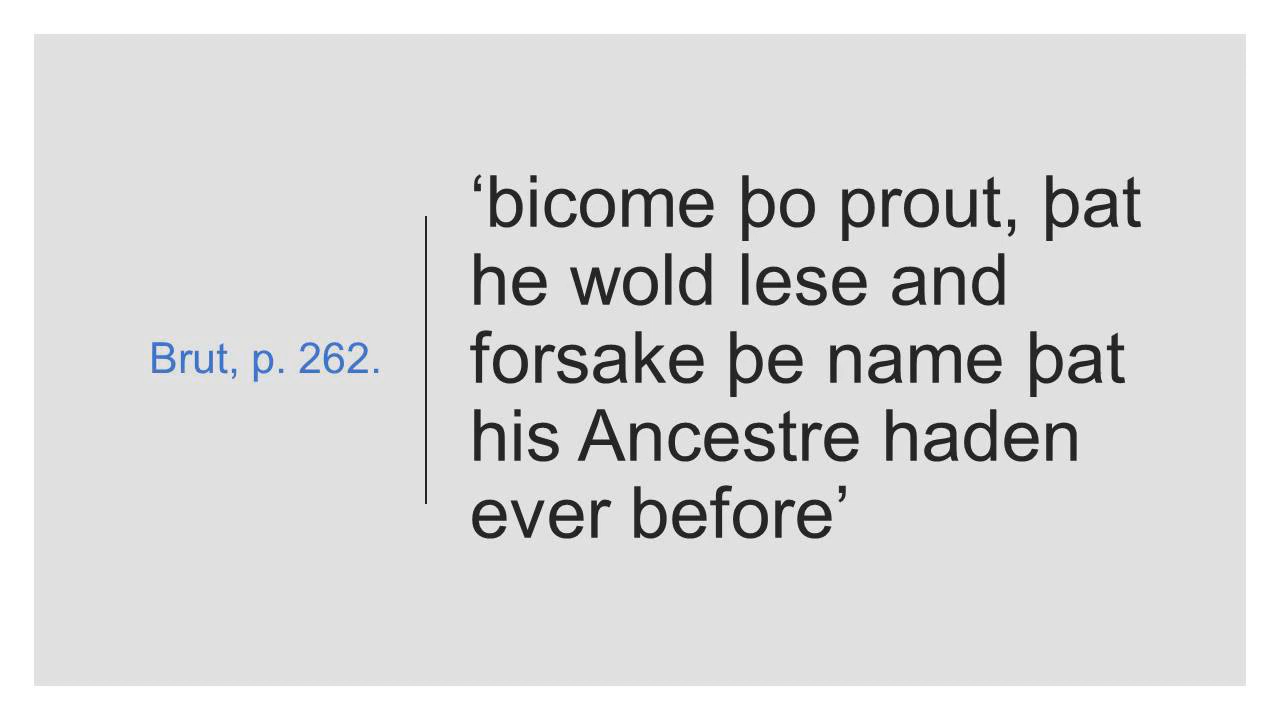 Brut, p. 262.
‘bicome þo prout, þat
he wold lese and
forsake þe name þat
his Ancestre haden
ever before’